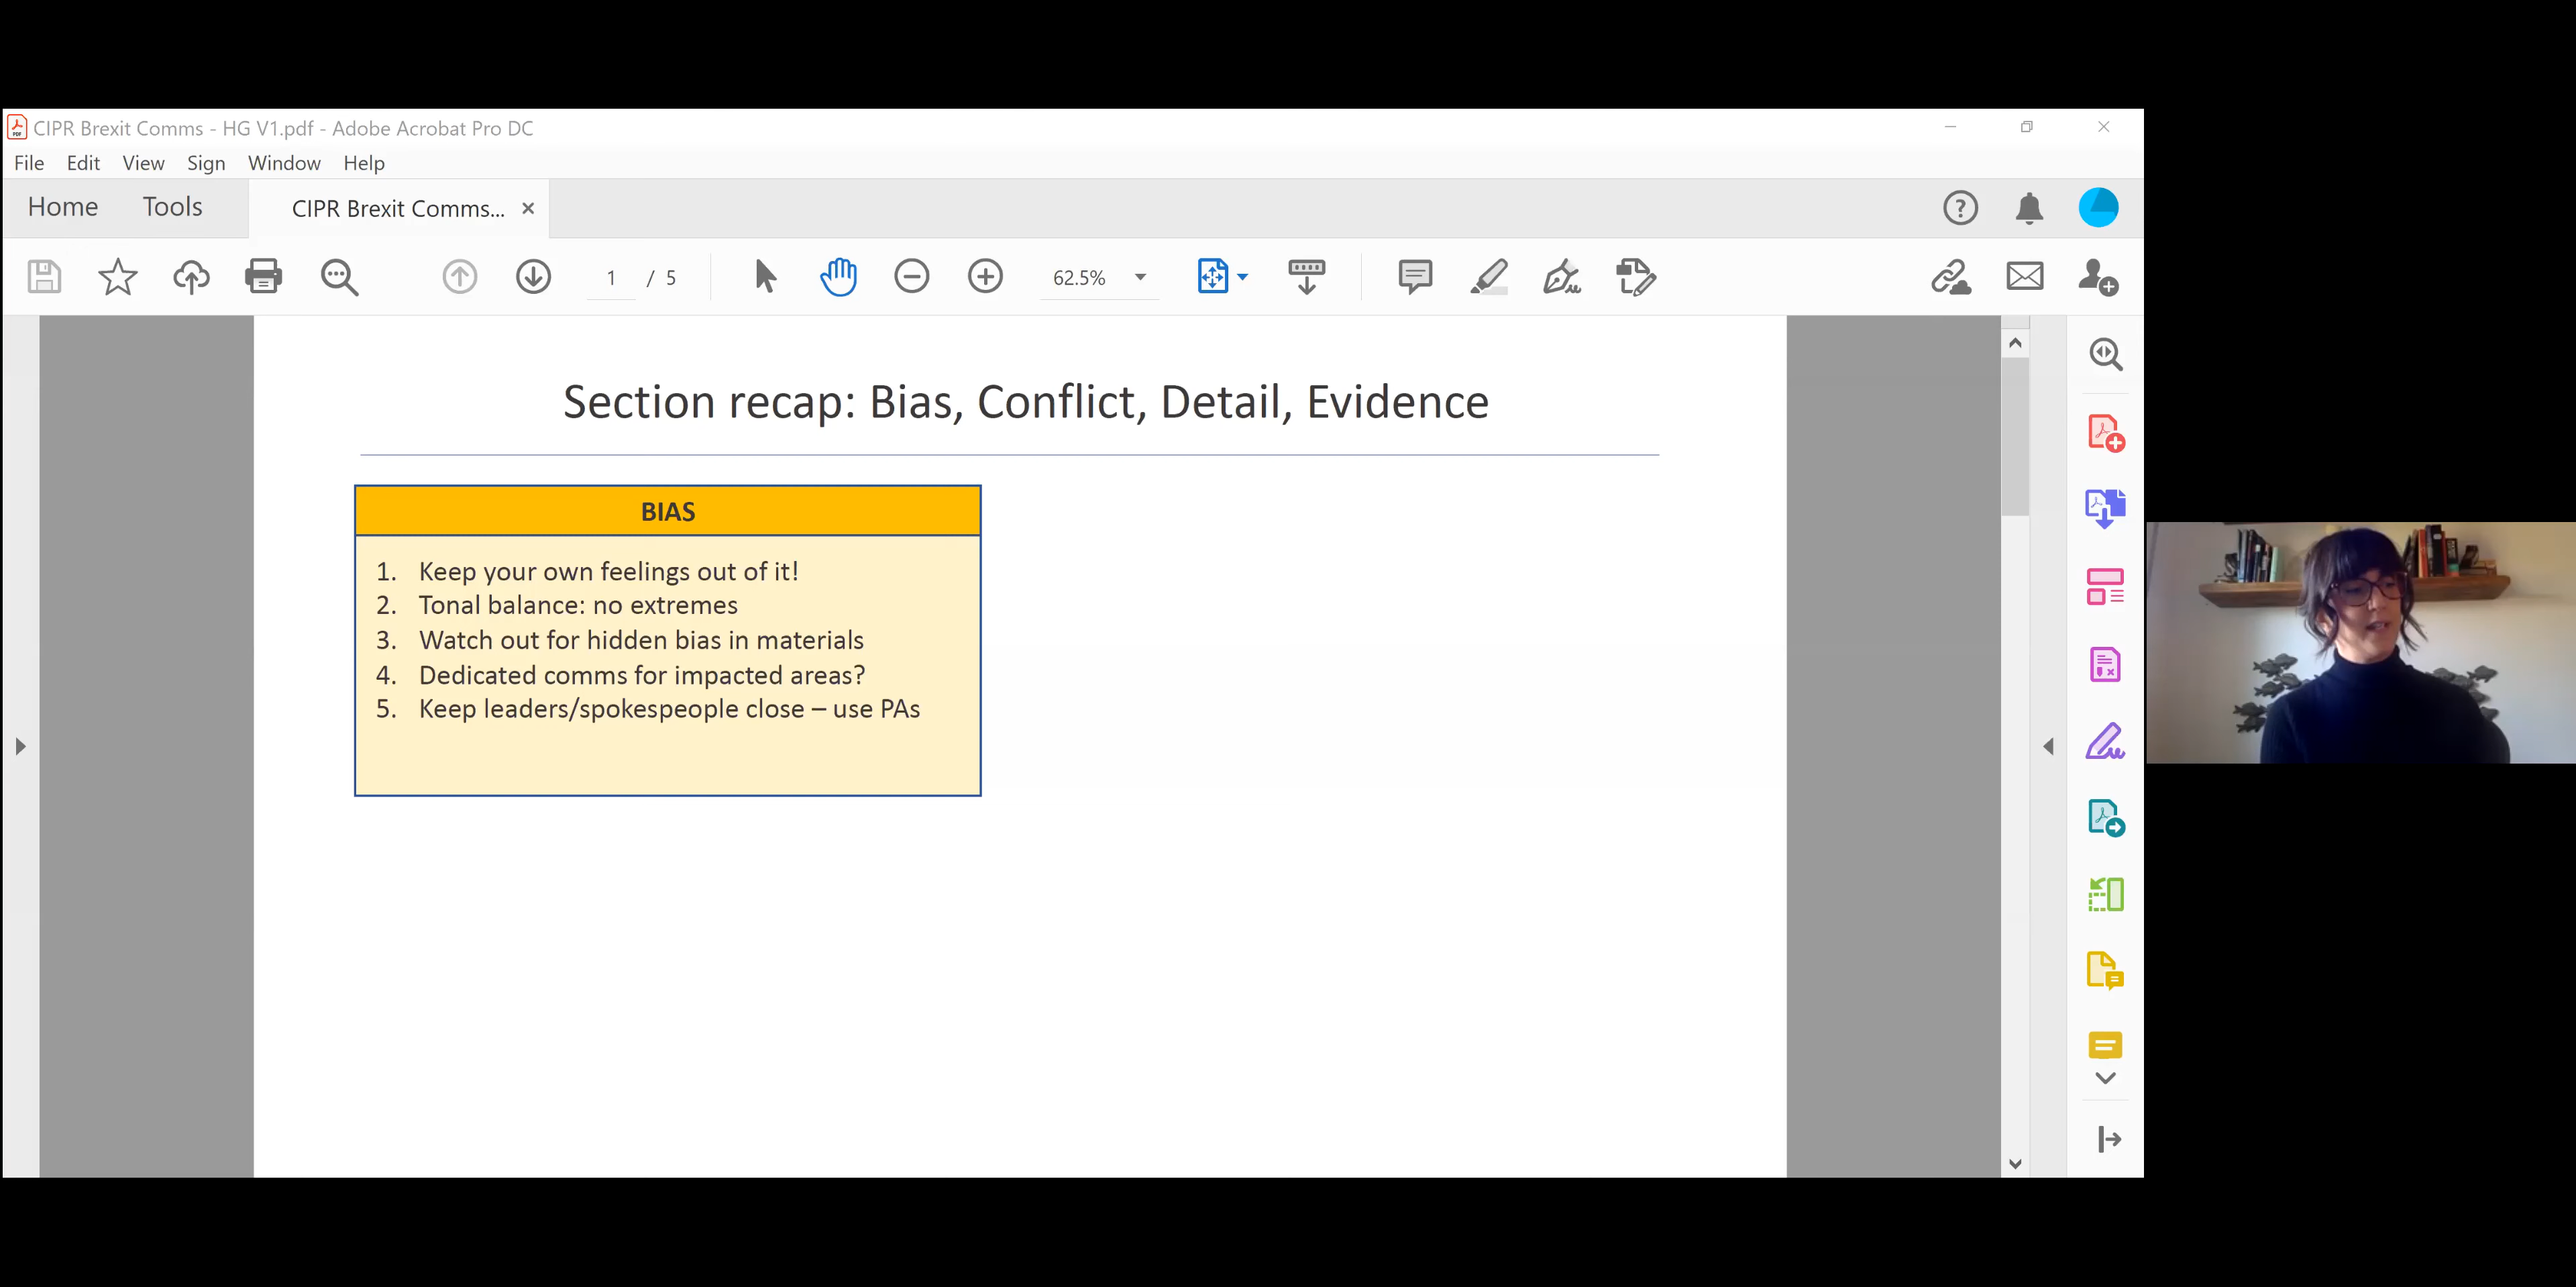 CIPR Brexit Comms - HG V1.pdf - Adobe Acrobat Pro DC
File Edit View Sign Window Help
Home Tools CIPR Brexit Comms...
1 / 5 62.5%
Section recap: Bias, Conflict, Detail, Evidence
BIAS
1. Keep your own feelings out of it!
2. Tonal balance: no extremes
3. Watch out for hidden bias in materials
4. Dedicated comms for impacted areas?
5. Keep leaders/spokespeople close – use PAs